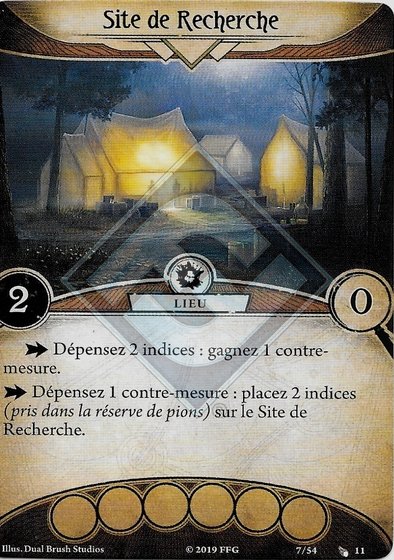 Site de Recherche
2
LIEU
0
Dépensez 2 indices : gagnez 1 contre-
mesure.
Dépensez 1 contre-mesure : placez 2 indices
(pris dans la réserve de pions) sur le Site de
Recherche.
Illus. Dual Brush Studios
© 2019 FFG
7/54
11